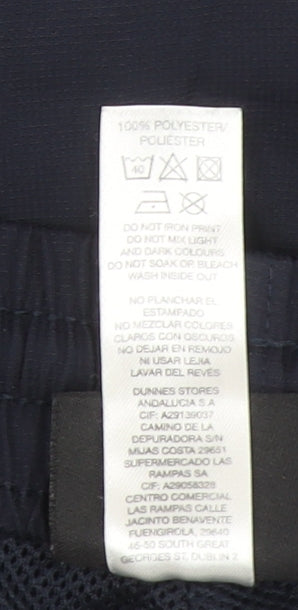 100% POLYESTER/
POLIÉSTER
40
DO NOT IRON PRINT
DO NOT MIX LIGHT
AND DARK COLOURS
DO NOT SOAK OR BLEACH
WASH INSIDE OUT
NO PLANCHAR EL
ESTAMPADO
NO MEZCLAR COLORES
CLAROS CON OSCUROS
NO DEJAR EN REMOJO
NI USAR LEJIA
LAVAR DEL REVÉS
DUNNES STORES
ANDALUCIA S.A
CIF: A29139037
CAMINO DE LA
DEPURADORA S/N
MIJAS COSTA 29651
SUPERMERCADO LAS
RAMPAS SA
CIF: A29058328
CENTRO COMERCIAL
LAS RAMPAS CALLE
JACINTO BENAVENTE
FUENGIROLA, 29640
46-50 SOUTH GREAT
GEORGES ST, DUBLIN 2